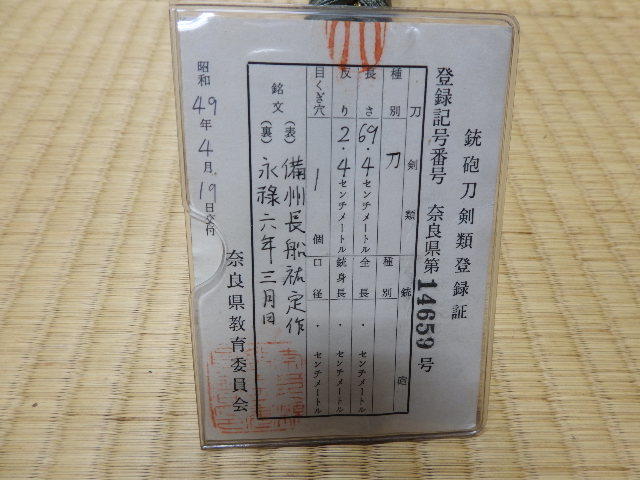 銃砲刀剣類登録証
登録記号番号 奈良県第14659号
刀剣類 銃砲
種別 刀 種別
長さ 69.4センチメートル 全長 ・ センチメートル
反り 2.4センチメートル 銃身長 ・ センチメートル
目くぎ穴 1個 口径 ・ センチメートル
銘文 (表) 備州長船祐定作
(裏) 永禄六年三月日
昭和49年4月19日交付
奈良県教育委員会